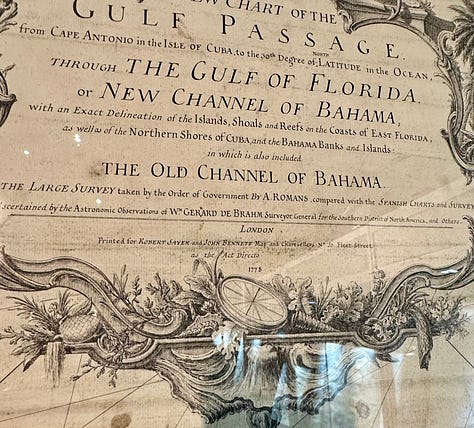 NEW CHART OF THE
GULF PASSAGE,
from CAPE ANTONIO in the ISLE OF CUBA, to the 30th Degree of NORTH LATITUDE in the OCEAN,
THROUGH THE GULF OF FLORIDA.
or NEW CHANNEL OF BAHAMA,
with an Exact Delineation of the Islands, Shoals and Reefs on the Coasts of EAST FLORIDA,
as well as of the Northern Shores of CUBA, and the BAHAMA Banks and Islands:
in which is also included
THE OLD CHANNEL OF BAHAMA.
THE LARGE SURVEY taken by the Order of Government By A. ROMANS, compared with the SPANISH CHARTS and SURVEY
ascertained by the Astronomic Observations of Wm GERARD DE BRAHM Surveyor General for the Southern District of North America, and Others.
LONDON
Printed for ROBERT SAYER and JOHN BENNETT Map and Chartsellers No 53 Fleet Street
as the Act Directs